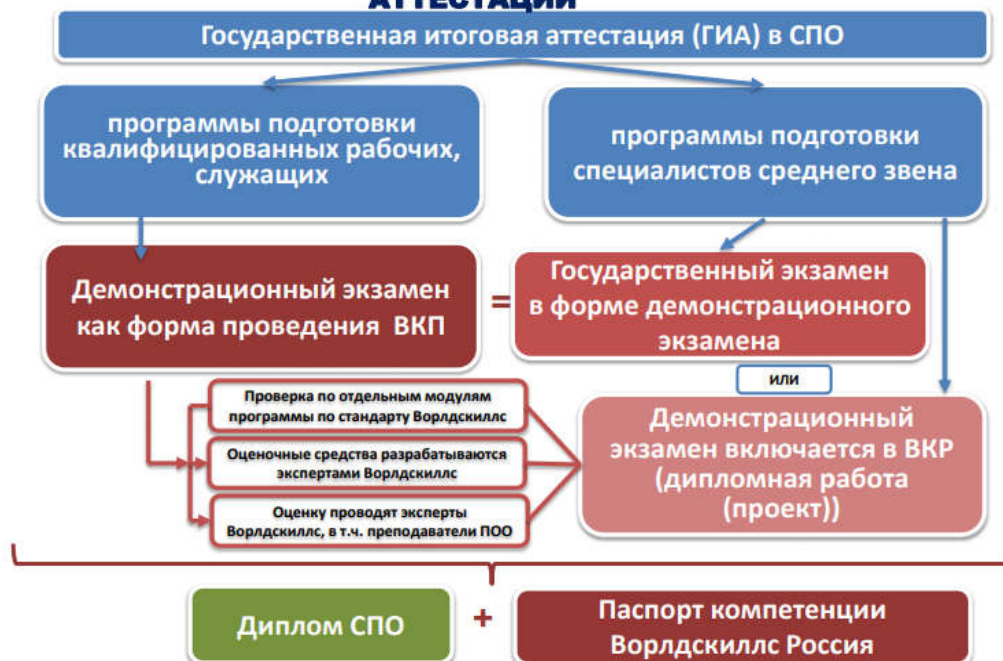 АТТЕСТАЦИИ
Государственная итоговая аттестация (ГИА) в СПО
программы подготовки
квалифицированных рабочих,
служащих
программы подготовки
специалистов среднего звена
Демонстрационный экзамен
как форма проведения ВКП
=
Государственный экзамен
в форме демонстрационного
экзамена
или
Проверка по отдельным модулям
программы по стандарту Ворлдскиллс
Оценочные средства разрабатываются
экспертами Ворлдскиллс
Оценку проводят эксперты
Ворлдскиллс, в т.ч. преподаватели ПОО
Демонстрационный
экзамен включается в ВКР
(дипломная работа
(проект))
Диплом СПО
+
Паспорт компетенции
Ворлдскиллс Россия